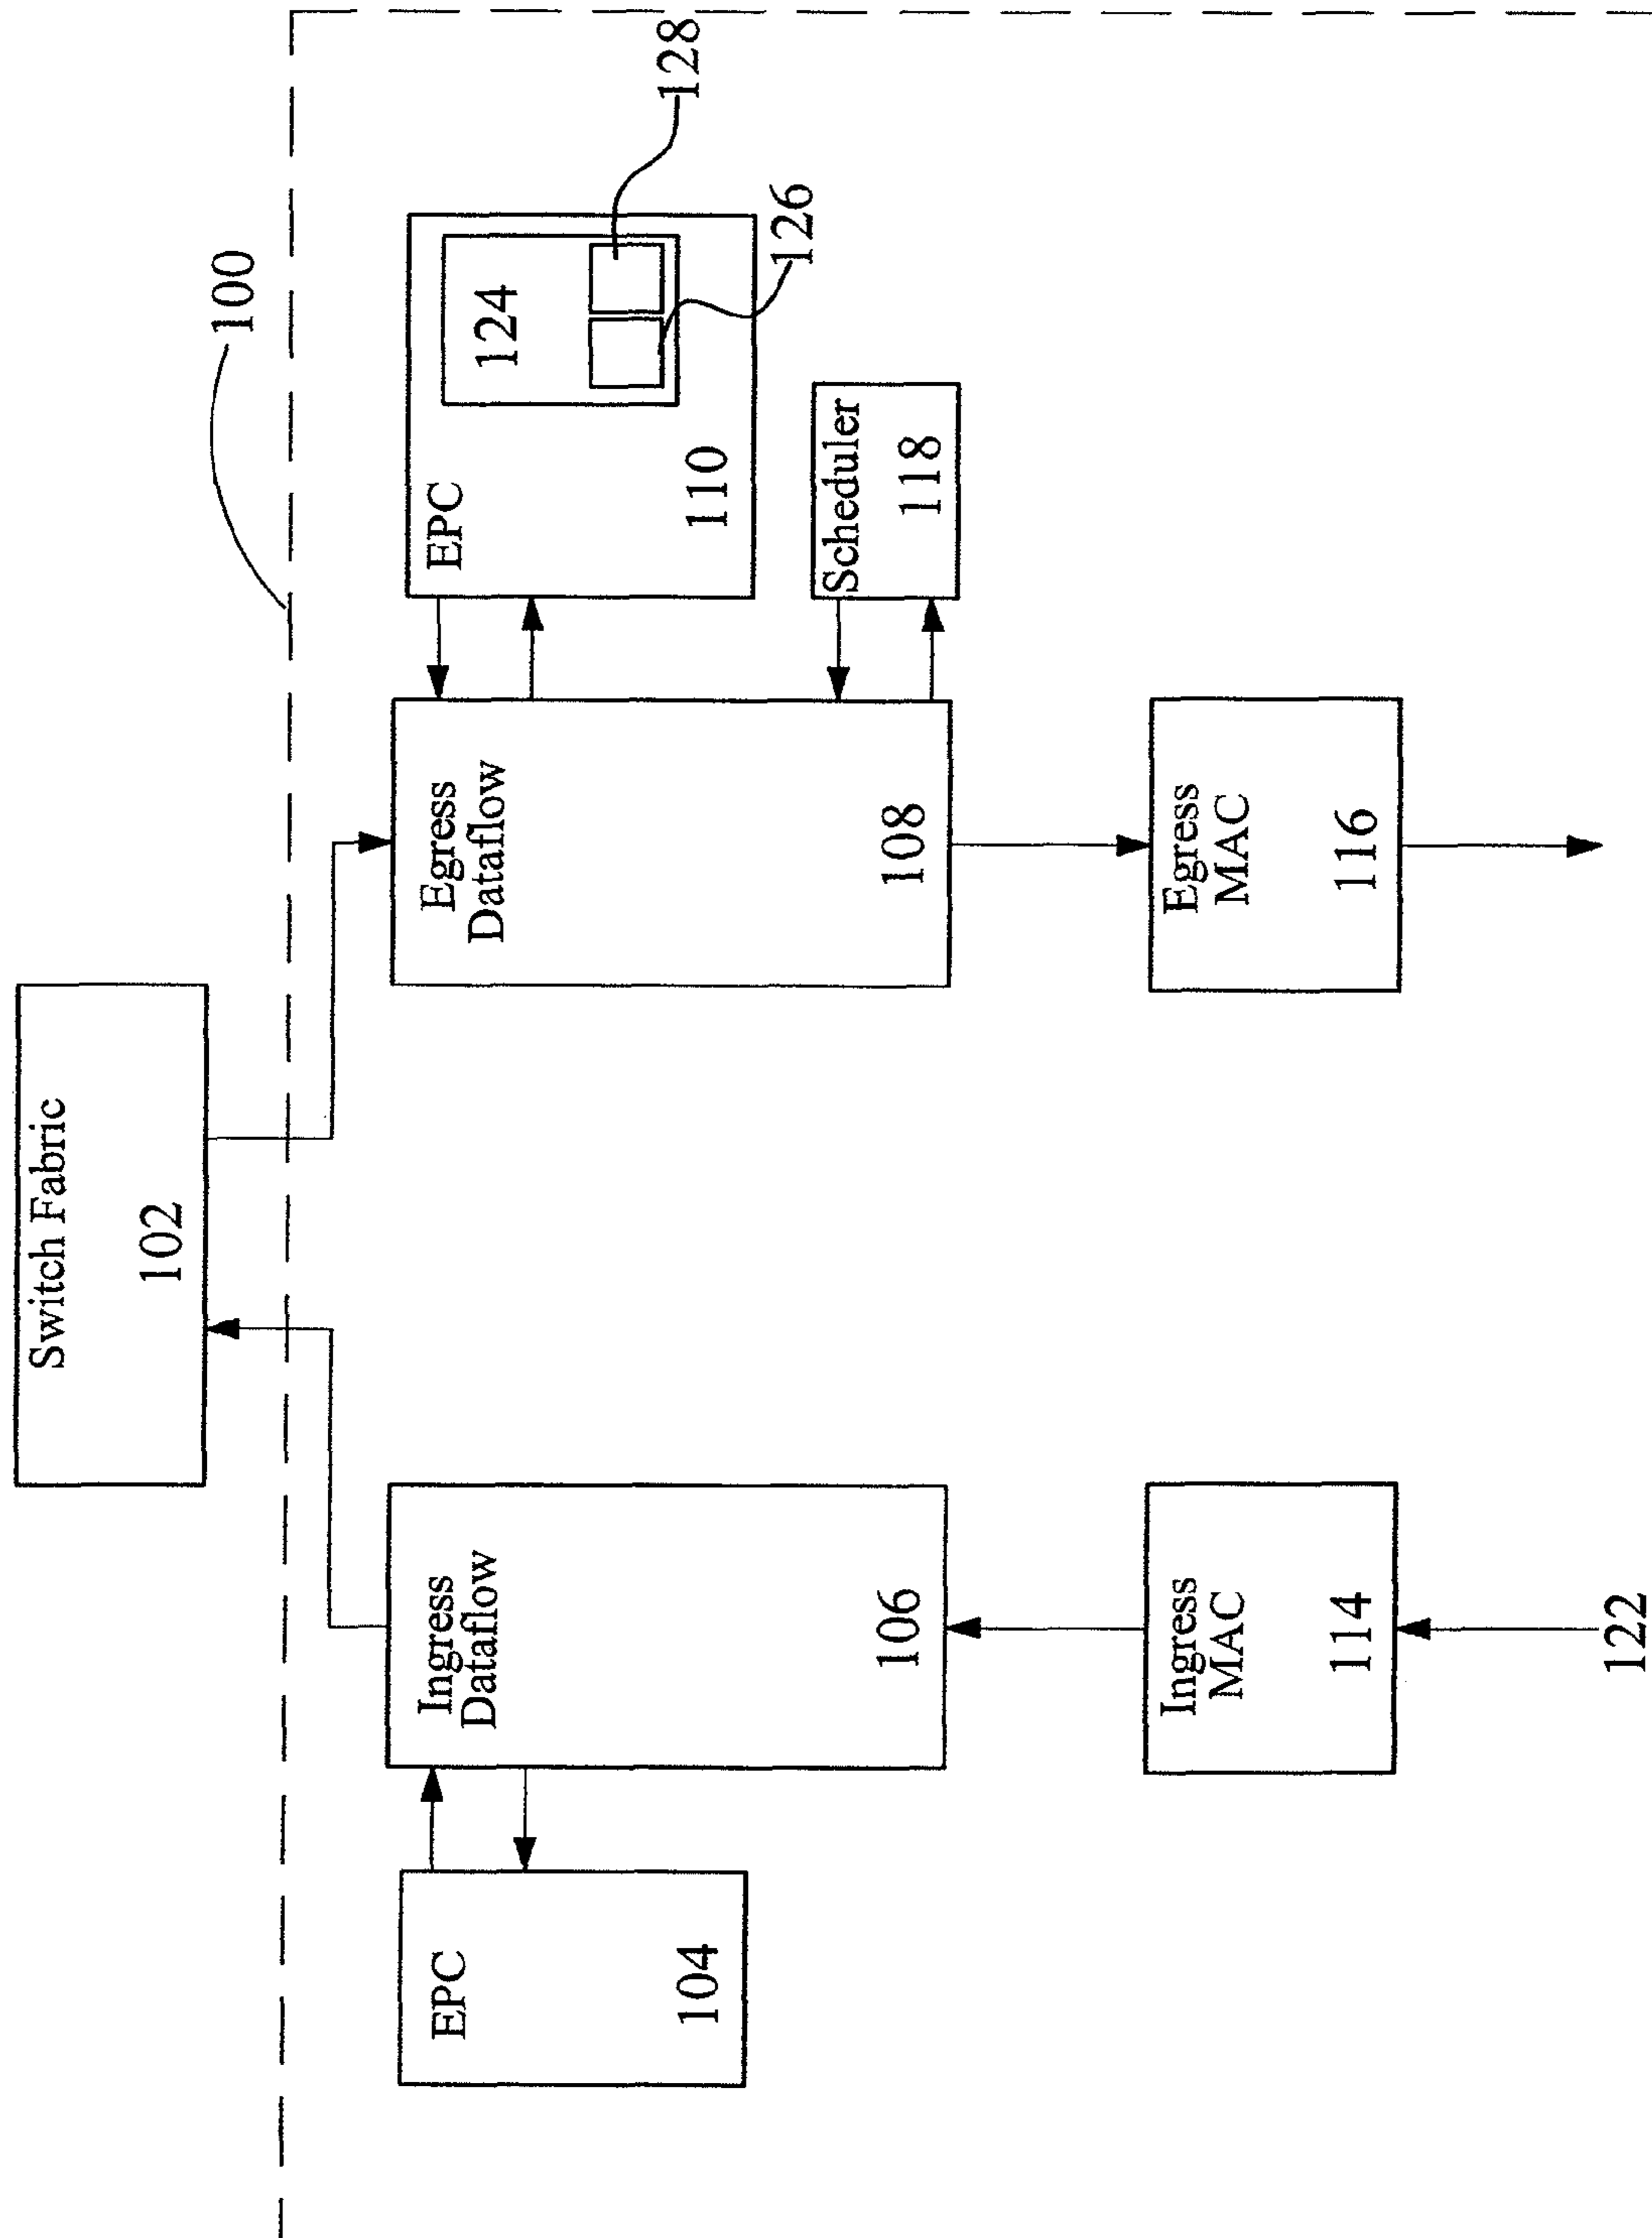 Switch Fabric
102
100
EPC
104
Ingress
Dataflow
106
Egress
Dataflow
108
EPC
110
124
128
126
Scheduler
118
Ingress
MAC
114
Egress
MAC
116
122